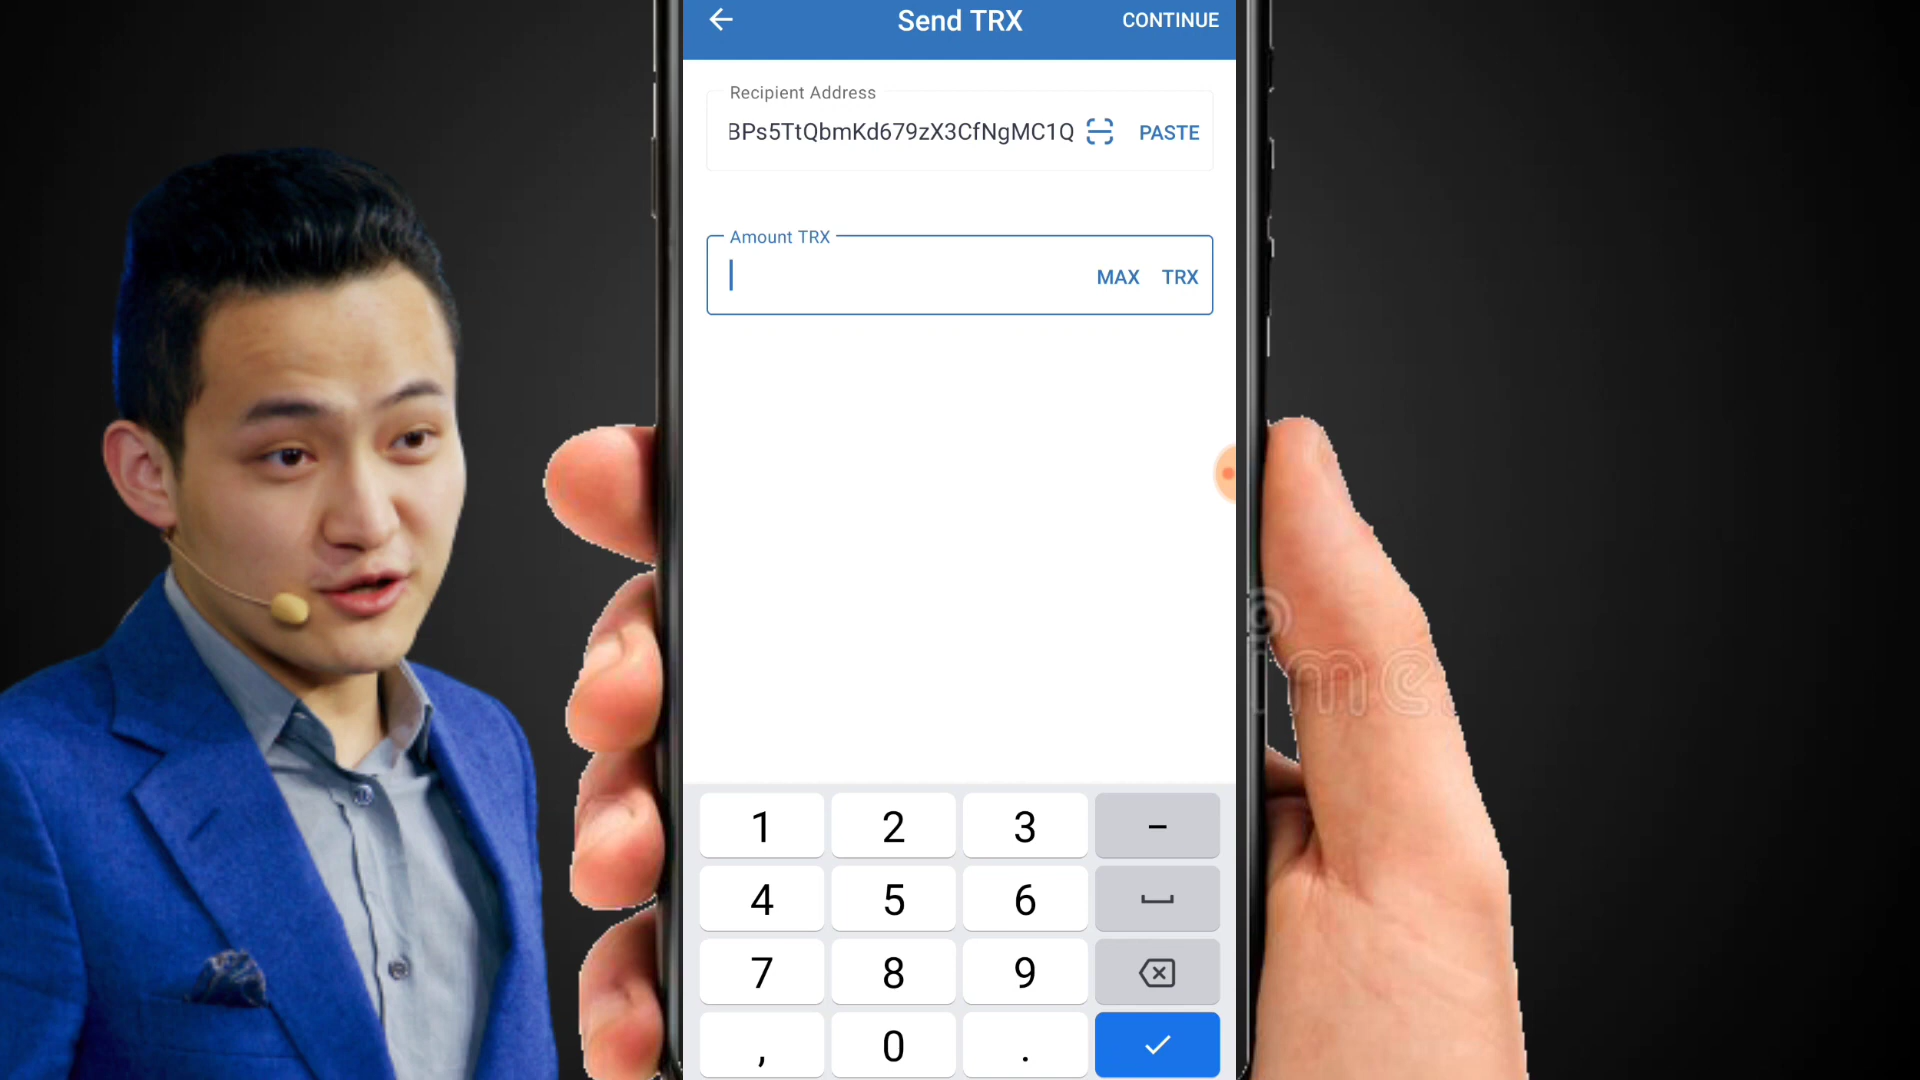 Send TRX
CONTINUE
Recipient Address
BPs5TtQbmKd679zX3CfNgMC1Q
PASTE
Amount TRX
MAX TRX
1 2 3 -
4 5 6
7 8 9
, 0 .